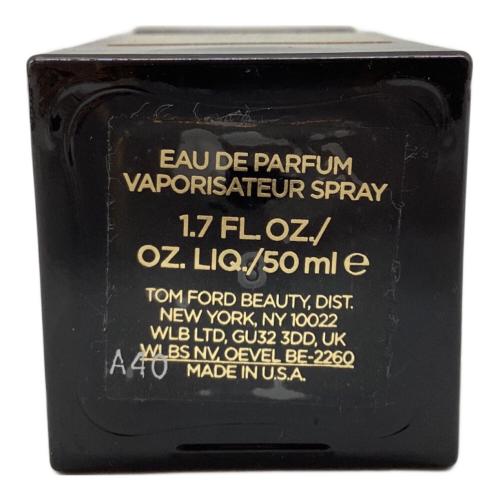 EAU DE PARFUM
VAPORISATEUR SPRAY
1.7 FL.OZ./
OZ. LIQ./50 ml ℮
TOM FORD BEAUTY, DIST.
NEW YORK, NY 10022
WLB LTD, GU32 3DD, UK
WLBS NV, OEVEL BE-2260
A40
MADE IN U.S.A.